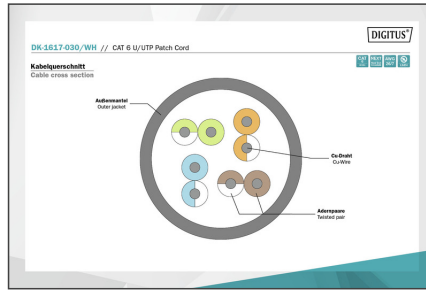 DIGITUS®
DK-1617-030/WH // CAT 6 U/UTP Patch Cord
Kabelquerschnitt
Cable cross section
Außenmantel
Outer jacket
Cu-Draht
Cu-Wire
Adernpaare
Twisted pair